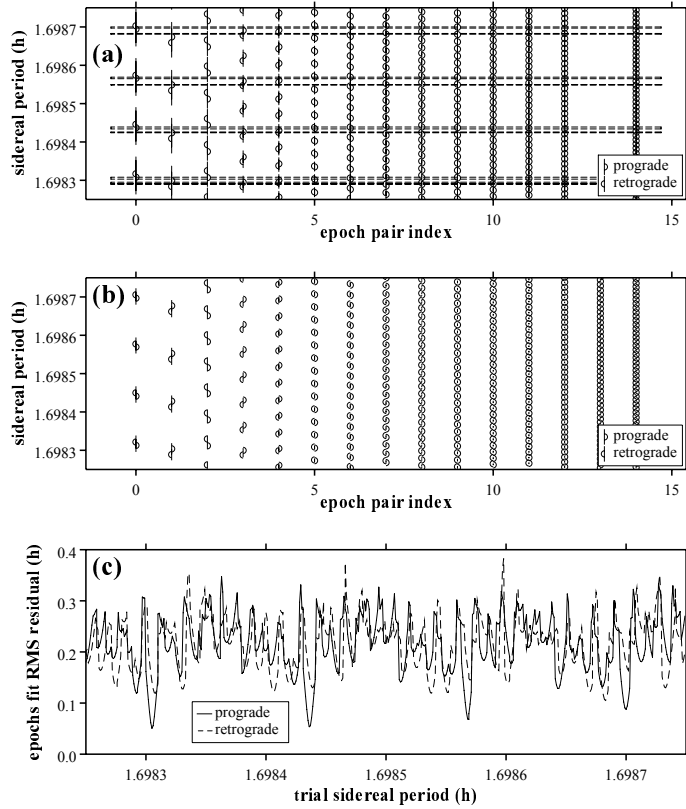 (a)
sidereal period (h)
1.6987
1.6986
1.6985
1.6984
1.6983
prograde
retrograde
0 5 10 15
epoch pair index
(b)
sidereal period (h)
1.6987
1.6986
1.6985
1.6984
1.6983
prograde
retrograde
0 5 10 15
epoch pair index
(c)
epochs fit RMS residual (h)
0.4
0.3
0.2
0.1
0.0
prograde
retrograde
1.6983 1.6984 1.6985 1.6986 1.6987
trial sidereal period (h)